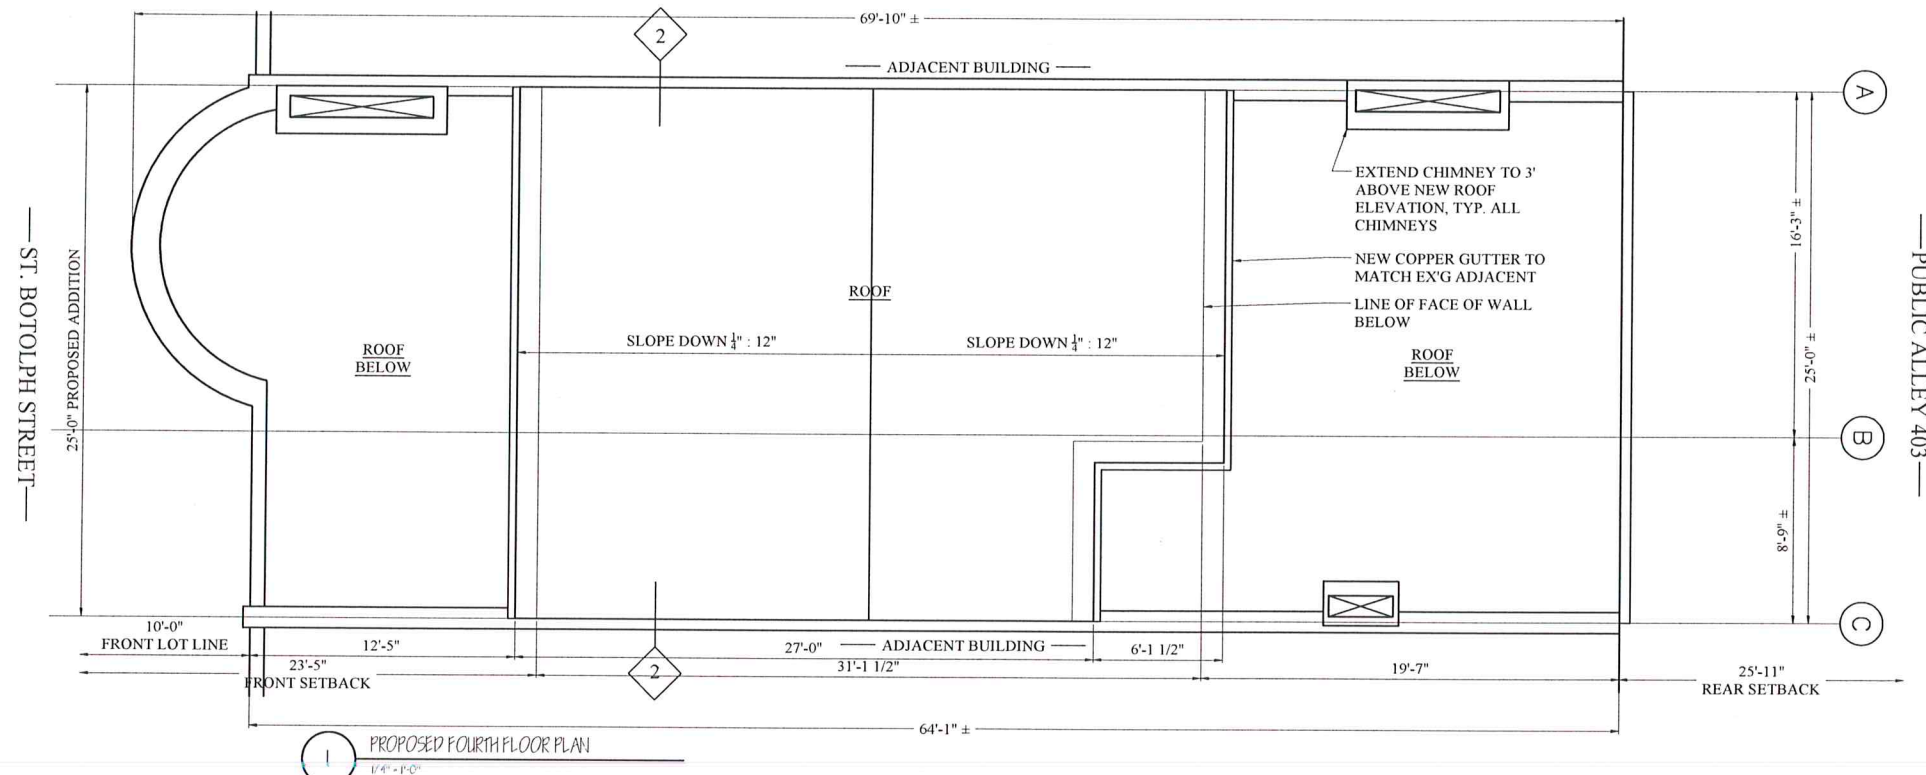 69'-10" ±
2
ADJACENT BUILDING
A
EXTEND CHIMNEY TO 3'
ABOVE NEW ROOF
ELEVATION, TYP. ALL
CHIMNEYS
NEW COPPER GUTTER TO
MATCH EX'G ADJACENT
LINE OF FACE OF WALL
BELOW
16'-3" ±
25'-0" ±
PUBLIC ALLEY 403
ST. BOTOLPH STREET
25'-0" PROPOSED ADDITION
ROOF
SLOPE DOWN 1/4" : 12"
SLOPE DOWN 1/4" : 12"
ROOF
BELOW
ROOF
BELOW
B
8'-9" ±
C
10'-0"
FRONT LOT LINE
12'-5"
27'-0"
ADJACENT BUILDING
6'-1 1/2"
23'-5"
FRONT SETBACK
2
31'-1 1/2"
19'-7"
25'-11"
REAR SETBACK
64'-1" ±
1
PROPOSED FOURTH FLOOR PLAN
1/4" - 1'-0"